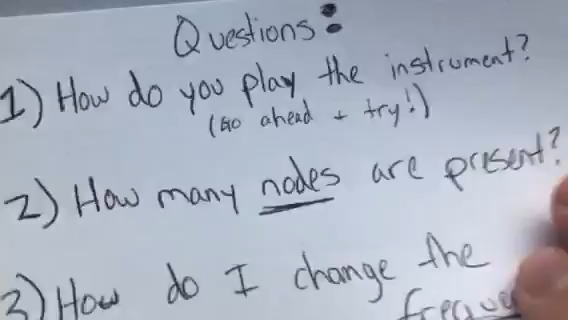 Questions:
1) How do you play the instrument?
(Go ahead + try!)
2) How many nodes are present?
3) How do I change the